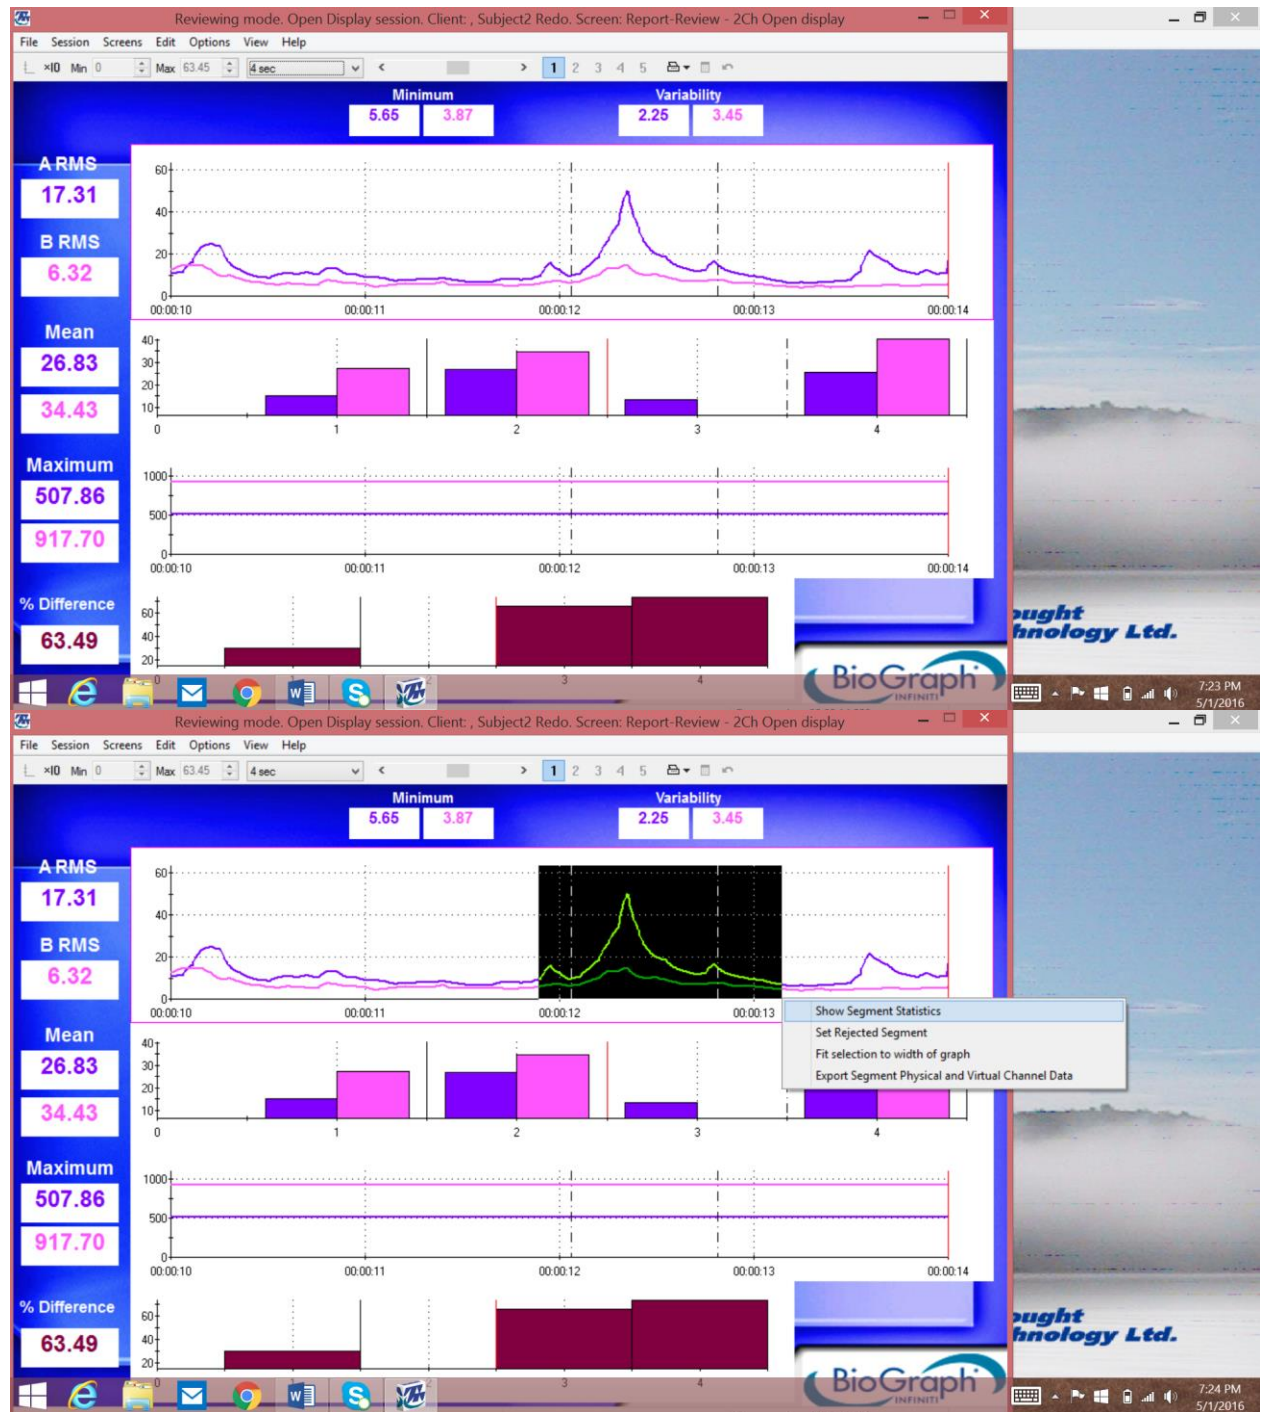 Reviewing mode. Open Display session. Client: , Subject2 Redo. Screen: Report-Review - 2Ch Open display
File Session Screens Edit Options View Help
×10 Min 0 Max 63.45 4 sec < > 1 2 3 4 5
Minimum Variability
5.65 3.87 2.25 3.45
A RMS
17.31
B RMS
6.32
60
40
20
0
00:00:10 00:00:11 00:00:12 00:00:13 00:00:14
Mean
26.83
34.43
40
30
20
10
0 1 2 3 4
Maximum
507.86
917.70
1000
500
0
00:00:10 00:00:11 00:00:12 00:00:13 00:00:14
% Difference
63.49
60
40
20
0 2 3 4
BioGraph
INFINITI
ought
hnology Ltd.
7:23 PM
5/1/2016
Reviewing mode. Open Display session. Client: , Subject2 Redo. Screen: Report-Review - 2Ch Open display
File Session Screens Edit Options View Help
×10 Min 0 Max 63.45 4 sec < > 1 2 3 4 5
Minimum Variability
5.65 3.87 2.25 3.45
A RMS
17.31
B RMS
6.32
60
40
20
0
00:00:10 00:00:11 00:00:12 00:00:13 00:00:14
Show Segment Statistics
Set Rejected Segment
Fit selection to width of graph
Export Segment Physical and Virtual Channel Data
Mean
26.83
34.43
40
30
20
10
0 1 2 3 4
Maximum
507.86
917.70
1000
500
0
00:00:10 00:00:11 00:00:12 00:00:13 00:00:14
% Difference
63.49
60
40
20
0 2 3 4
BioGraph
INFINITI
ought
hnology Ltd.
7:24 PM
5/1/2016